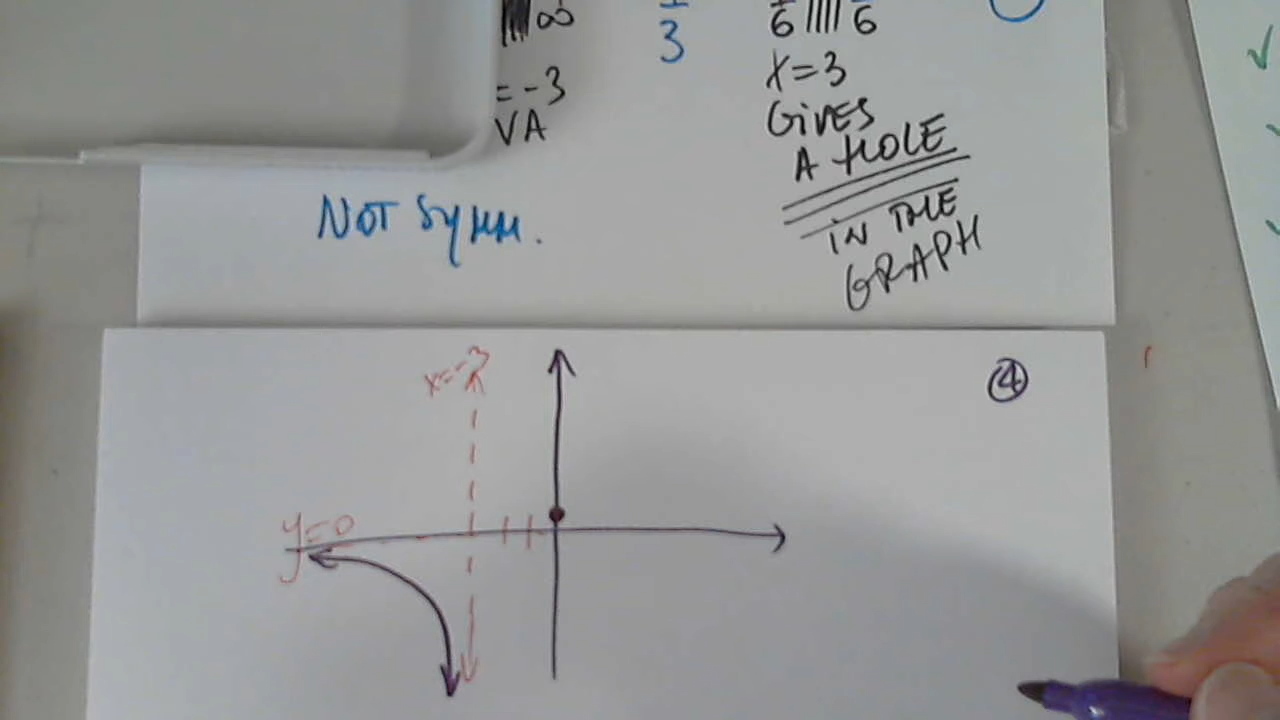 ∞
= -3
VA
3
6 6
X=3
GIVES
A HOLE
IN THE
GRAPH
NOT SYMM.
x=-3
4
y=0